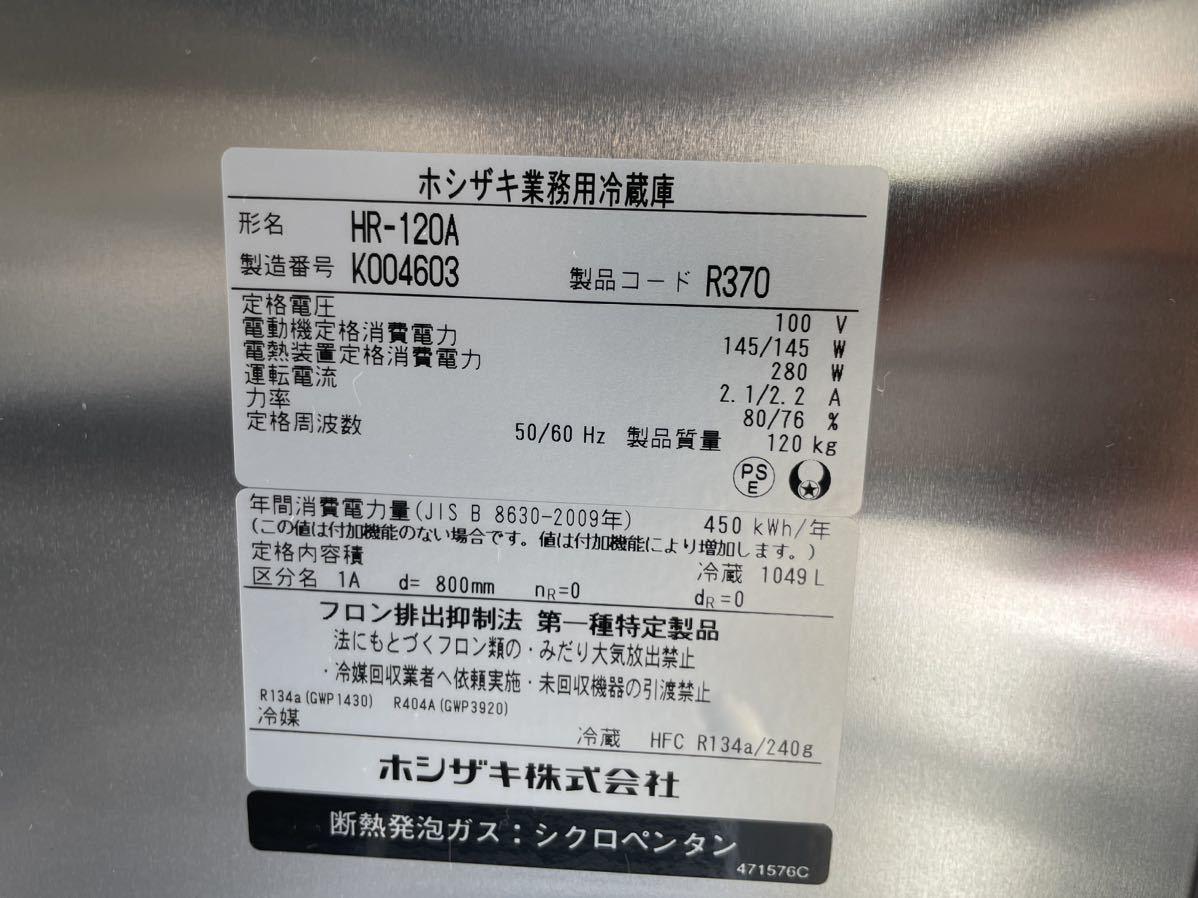 ホシザキ業務用冷蔵庫
形名 HR-120A
製造番号 K004603 製品コード R370
定格電圧 100 V
電動機定格消費電力 145/145 W
電熱装置定格消費電力 280 W
運転電流 2.1/2.2 A
力率 80/76 %
定格周波数 50/60 Hz 製品質量 120 kg
PS E
年間消費電力量(JIS B 8630-2009年) 450 kWh/年
(この値は付加機能のない場合です。値は付加機能により増加します。)
定格内容積 冷蔵 1049 L
区分名 1A d= 800mm nR=0 dR=0
フロン排出抑制法 第一種特定製品
法にもとづくフロン類の・みだり大気放出禁止
・冷媒回収業者へ依頼実施・未回収機器の引渡禁止
R134a(GWP1430) R404A(GWP3920)
冷媒 冷蔵 HFC R134a/240g
ホシザキ株式会社
断熱発泡ガス：シクロペンタン
471576C